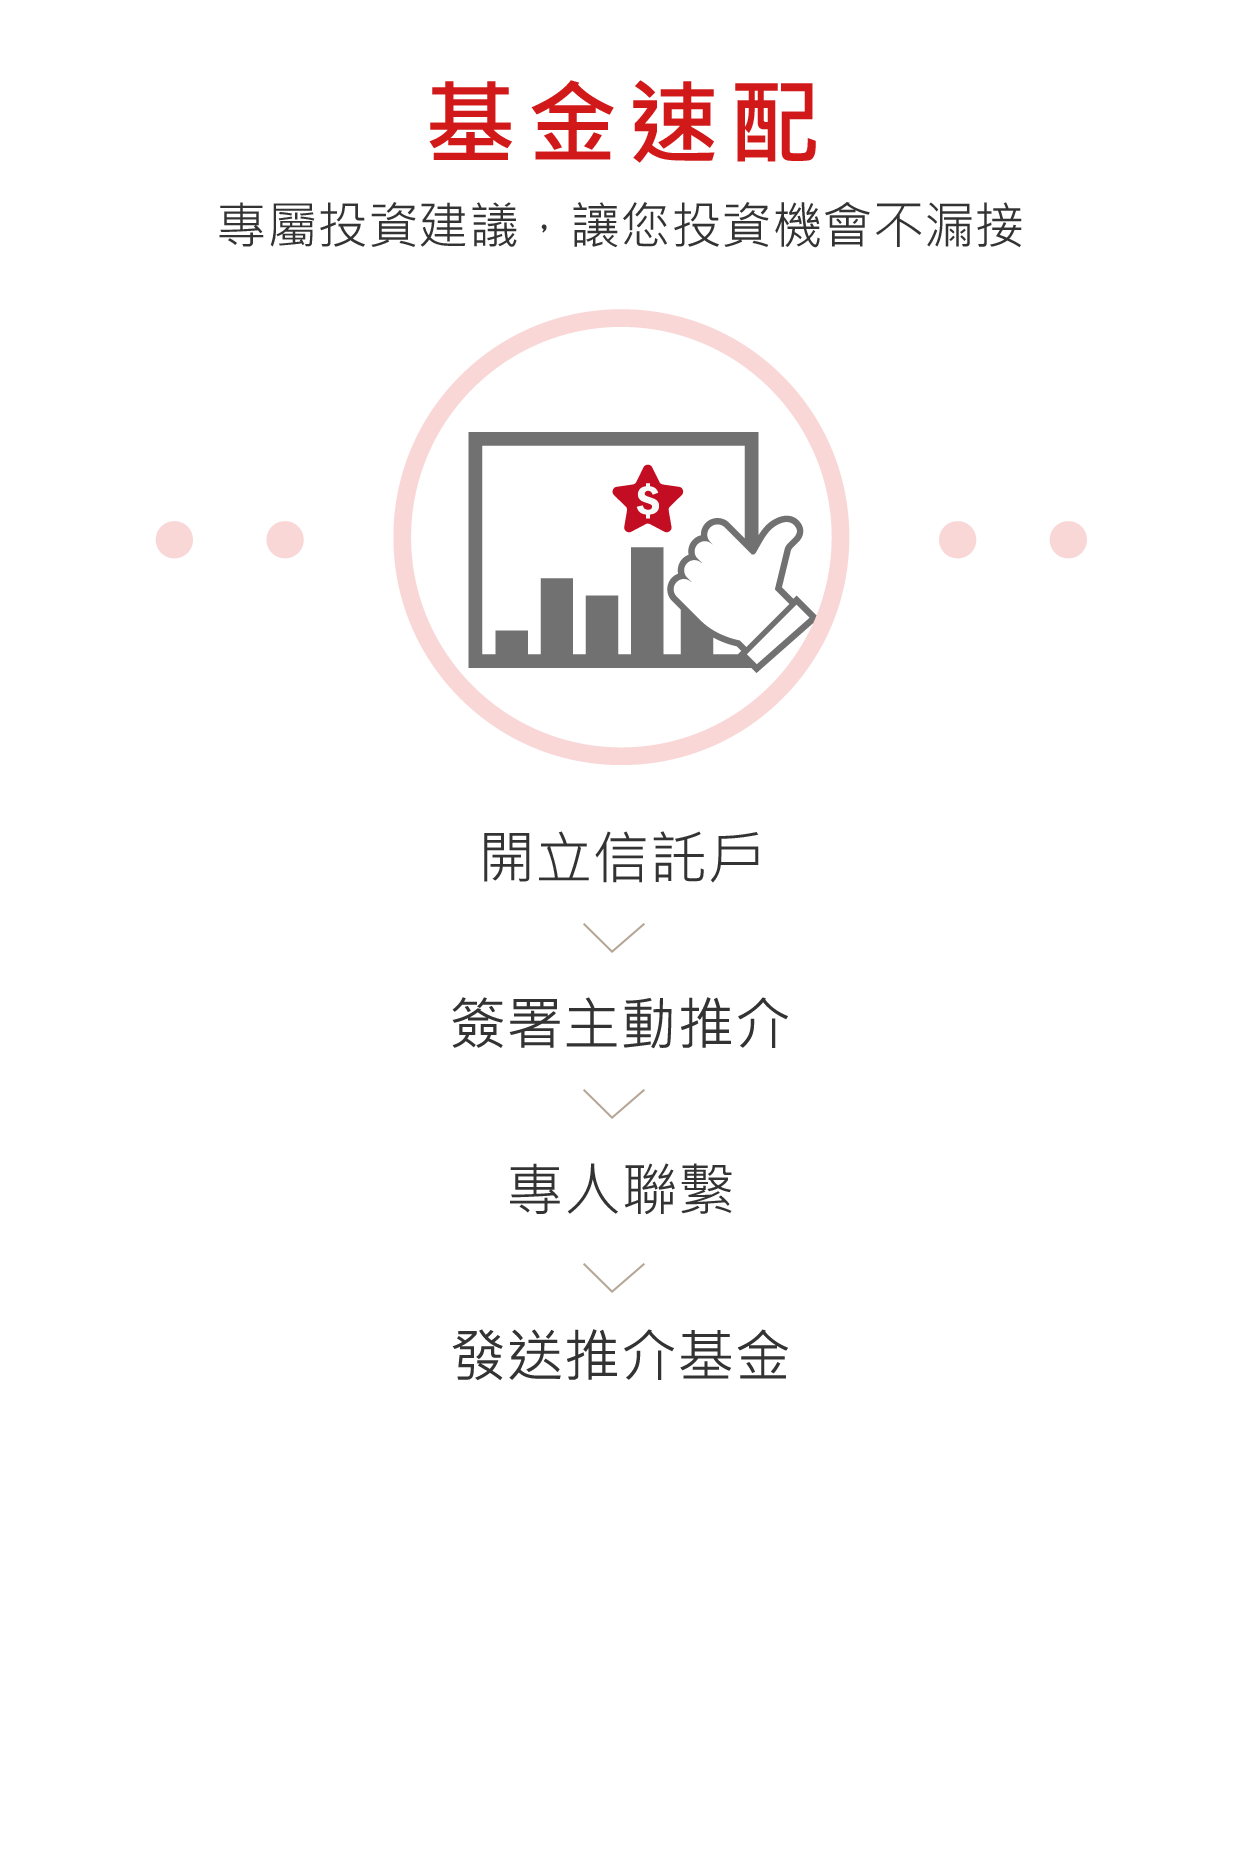 基金速配
專屬投資建議，讓您投資機會不漏接
$
開立信託戶
簽署主動推介
專人聯繫
發送推介基金